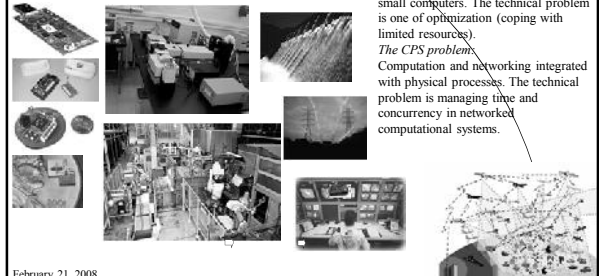 small computers. The technical problem
is one of optimization (coping with
limited resources).
The CPS problem:
Computation and networking integrated
with physical processes. The technical
problem is managing time and
concurrency in networked
computational systems.
February 21, 2008